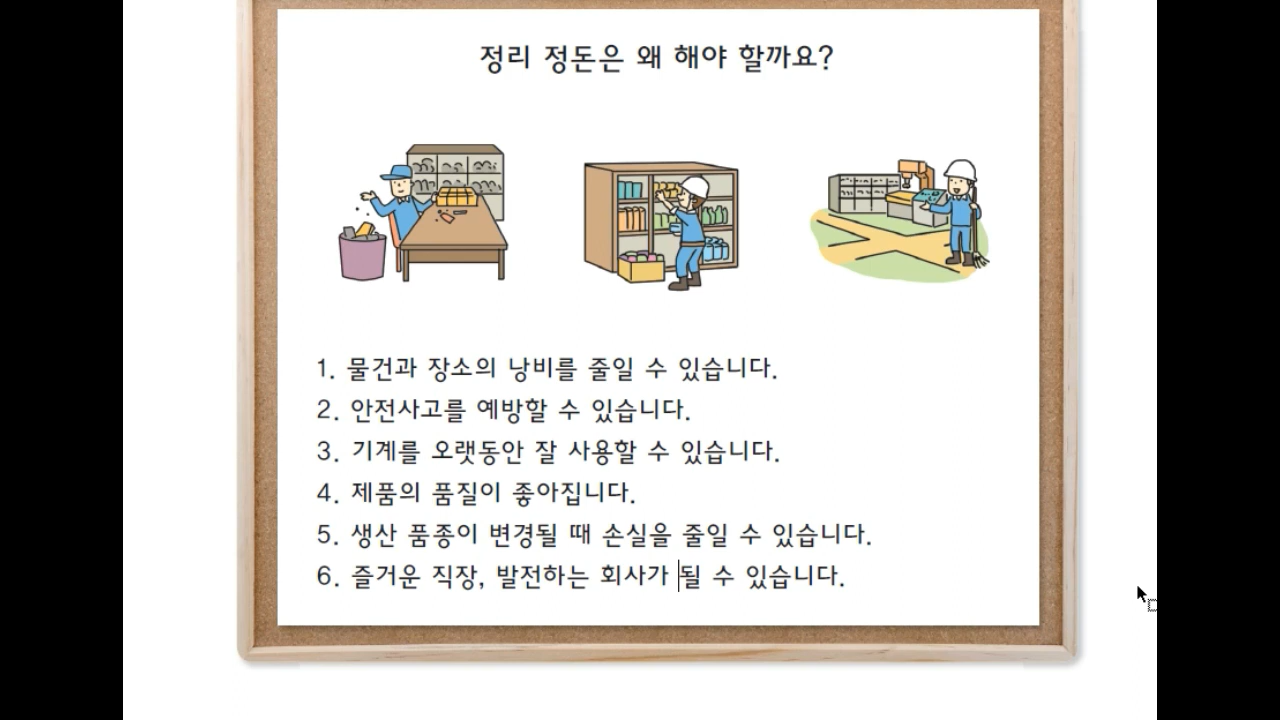 정리 정돈은 왜 해야 할까요?
1. 물건과 장소의 낭비를 줄일 수 있습니다.
2. 안전사고를 예방할 수 있습니다.
3. 기계를 오랫동안 잘 사용할 수 있습니다.
4. 제품의 품질이 좋아집니다.
5. 생산 품종이 변경될 때 손실을 줄일 수 있습니다.
6. 즐거운 직장, 발전하는 회사가 될 수 있습니다.